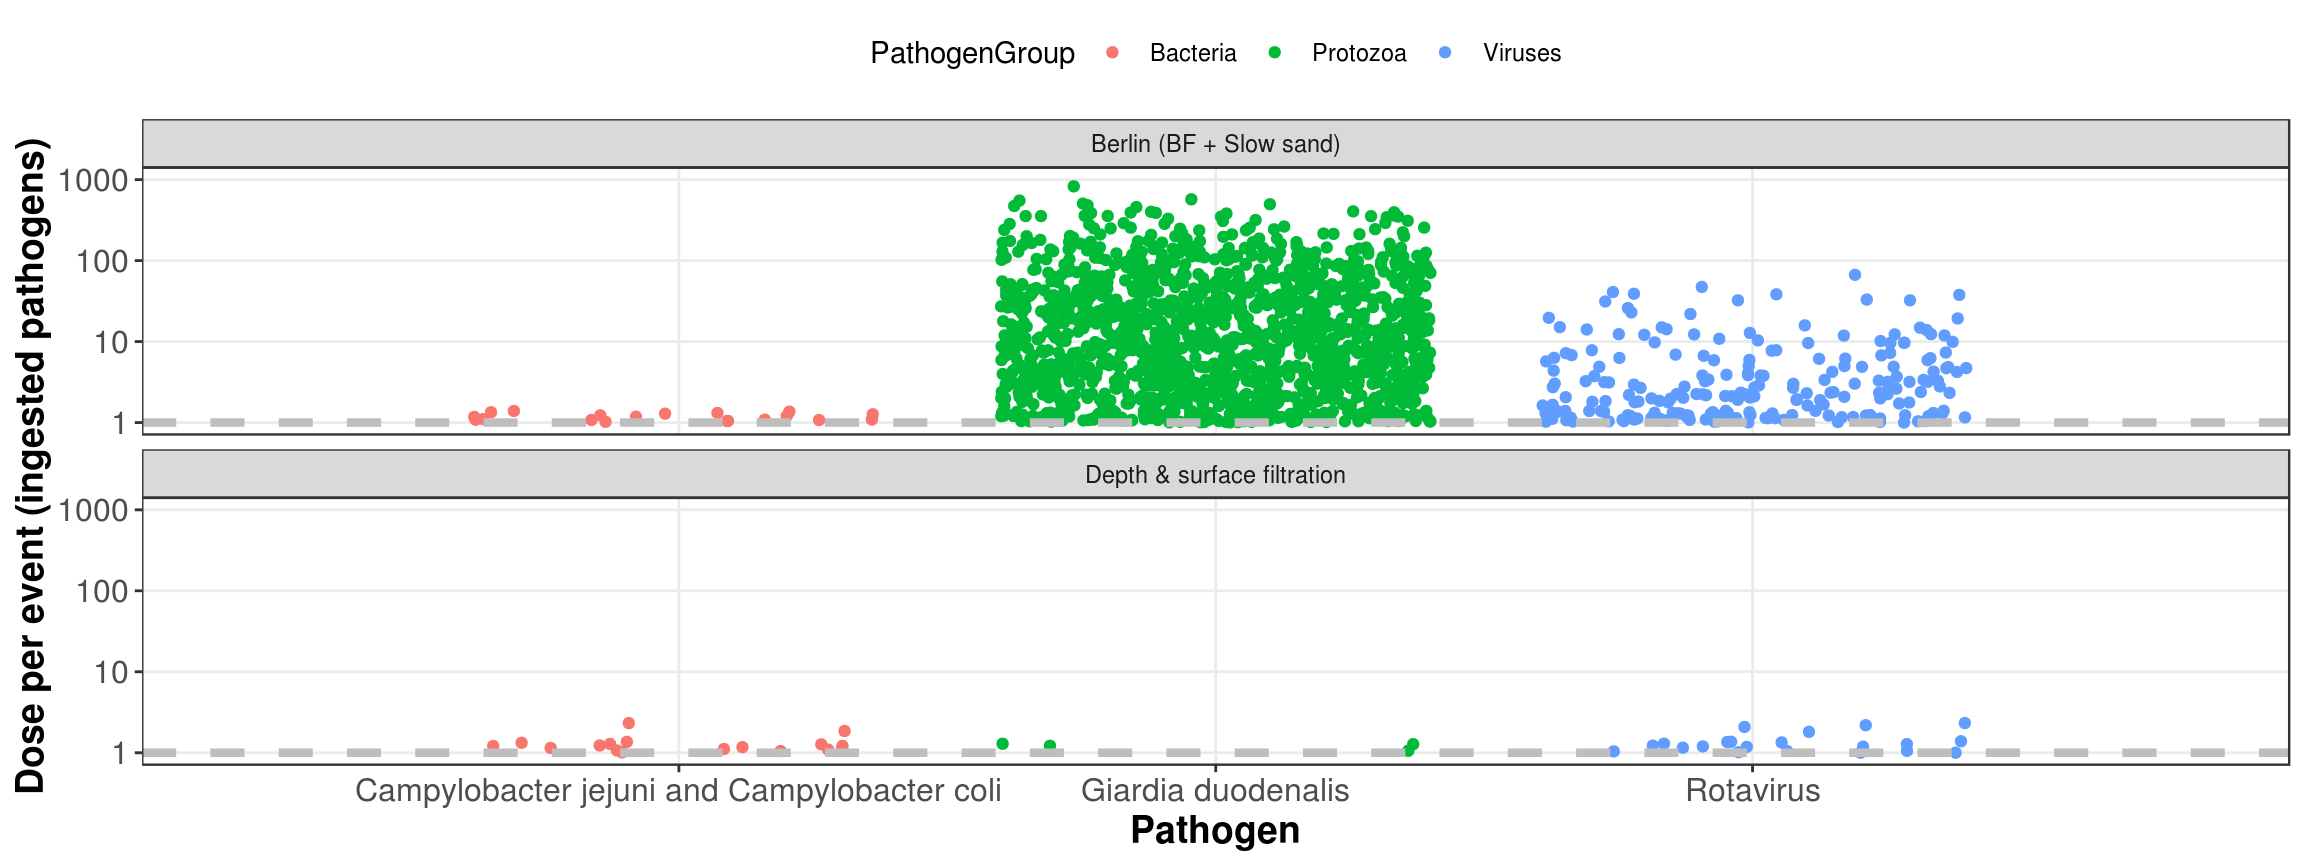 PathogenGroup Bacteria Protozoa Viruses
Dose per event (ingested pathogens)
Berlin (BF + Slow sand)
1000
100
10
1
Depth & surface filtration
1000
100
10
1
Campylobacter jejuni and Campylobacter coli Giardia duodenalis Rotavirus
Pathogen